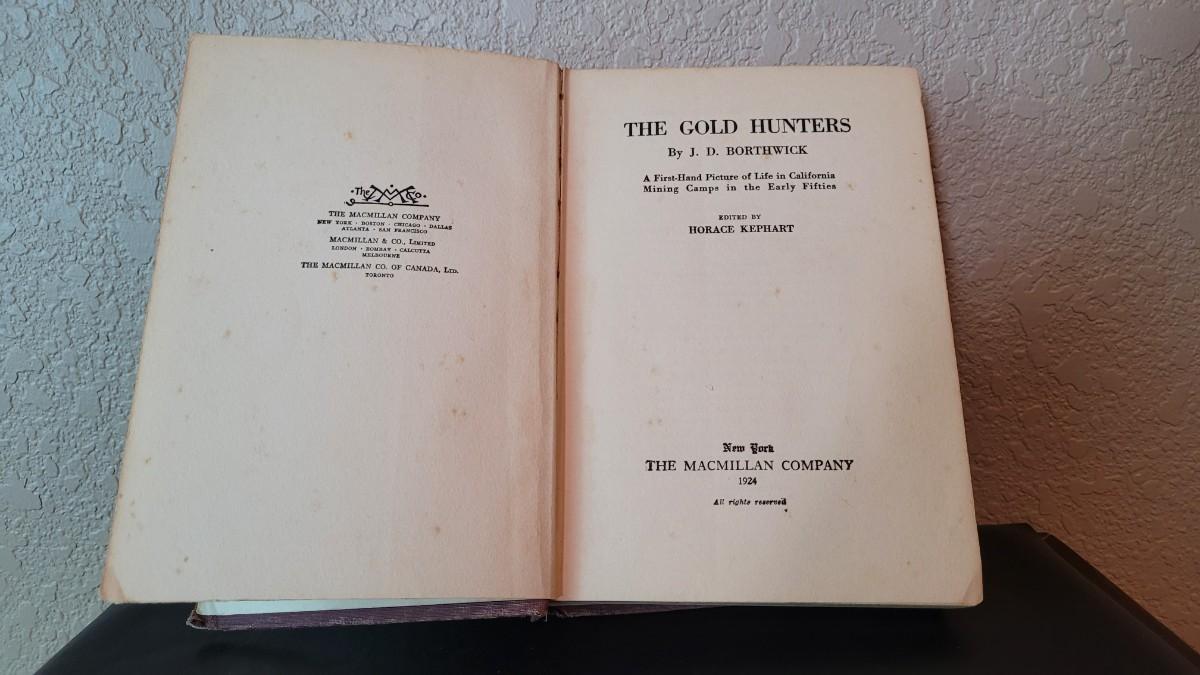 The MM Co.
THE MACMILLAN COMPANY
NEW YORK · BOSTON · CHICAGO · DALLAS
ATLANTA · SAN FRANCISCO
MACMILLAN & CO., LIMITED
LONDON · BOMBAY · CALCUTTA
MELBOURNE
THE MACMILLAN CO. OF CANADA, LTD.
TORONTO
THE GOLD HUNTERS
By J. D. BORTHWICK
A First-Hand Picture of Life in California
Mining Camps in the Early Fifties
EDITED BY
HORACE KEPHART
New York
THE MACMILLAN COMPANY
1924
All rights reserved